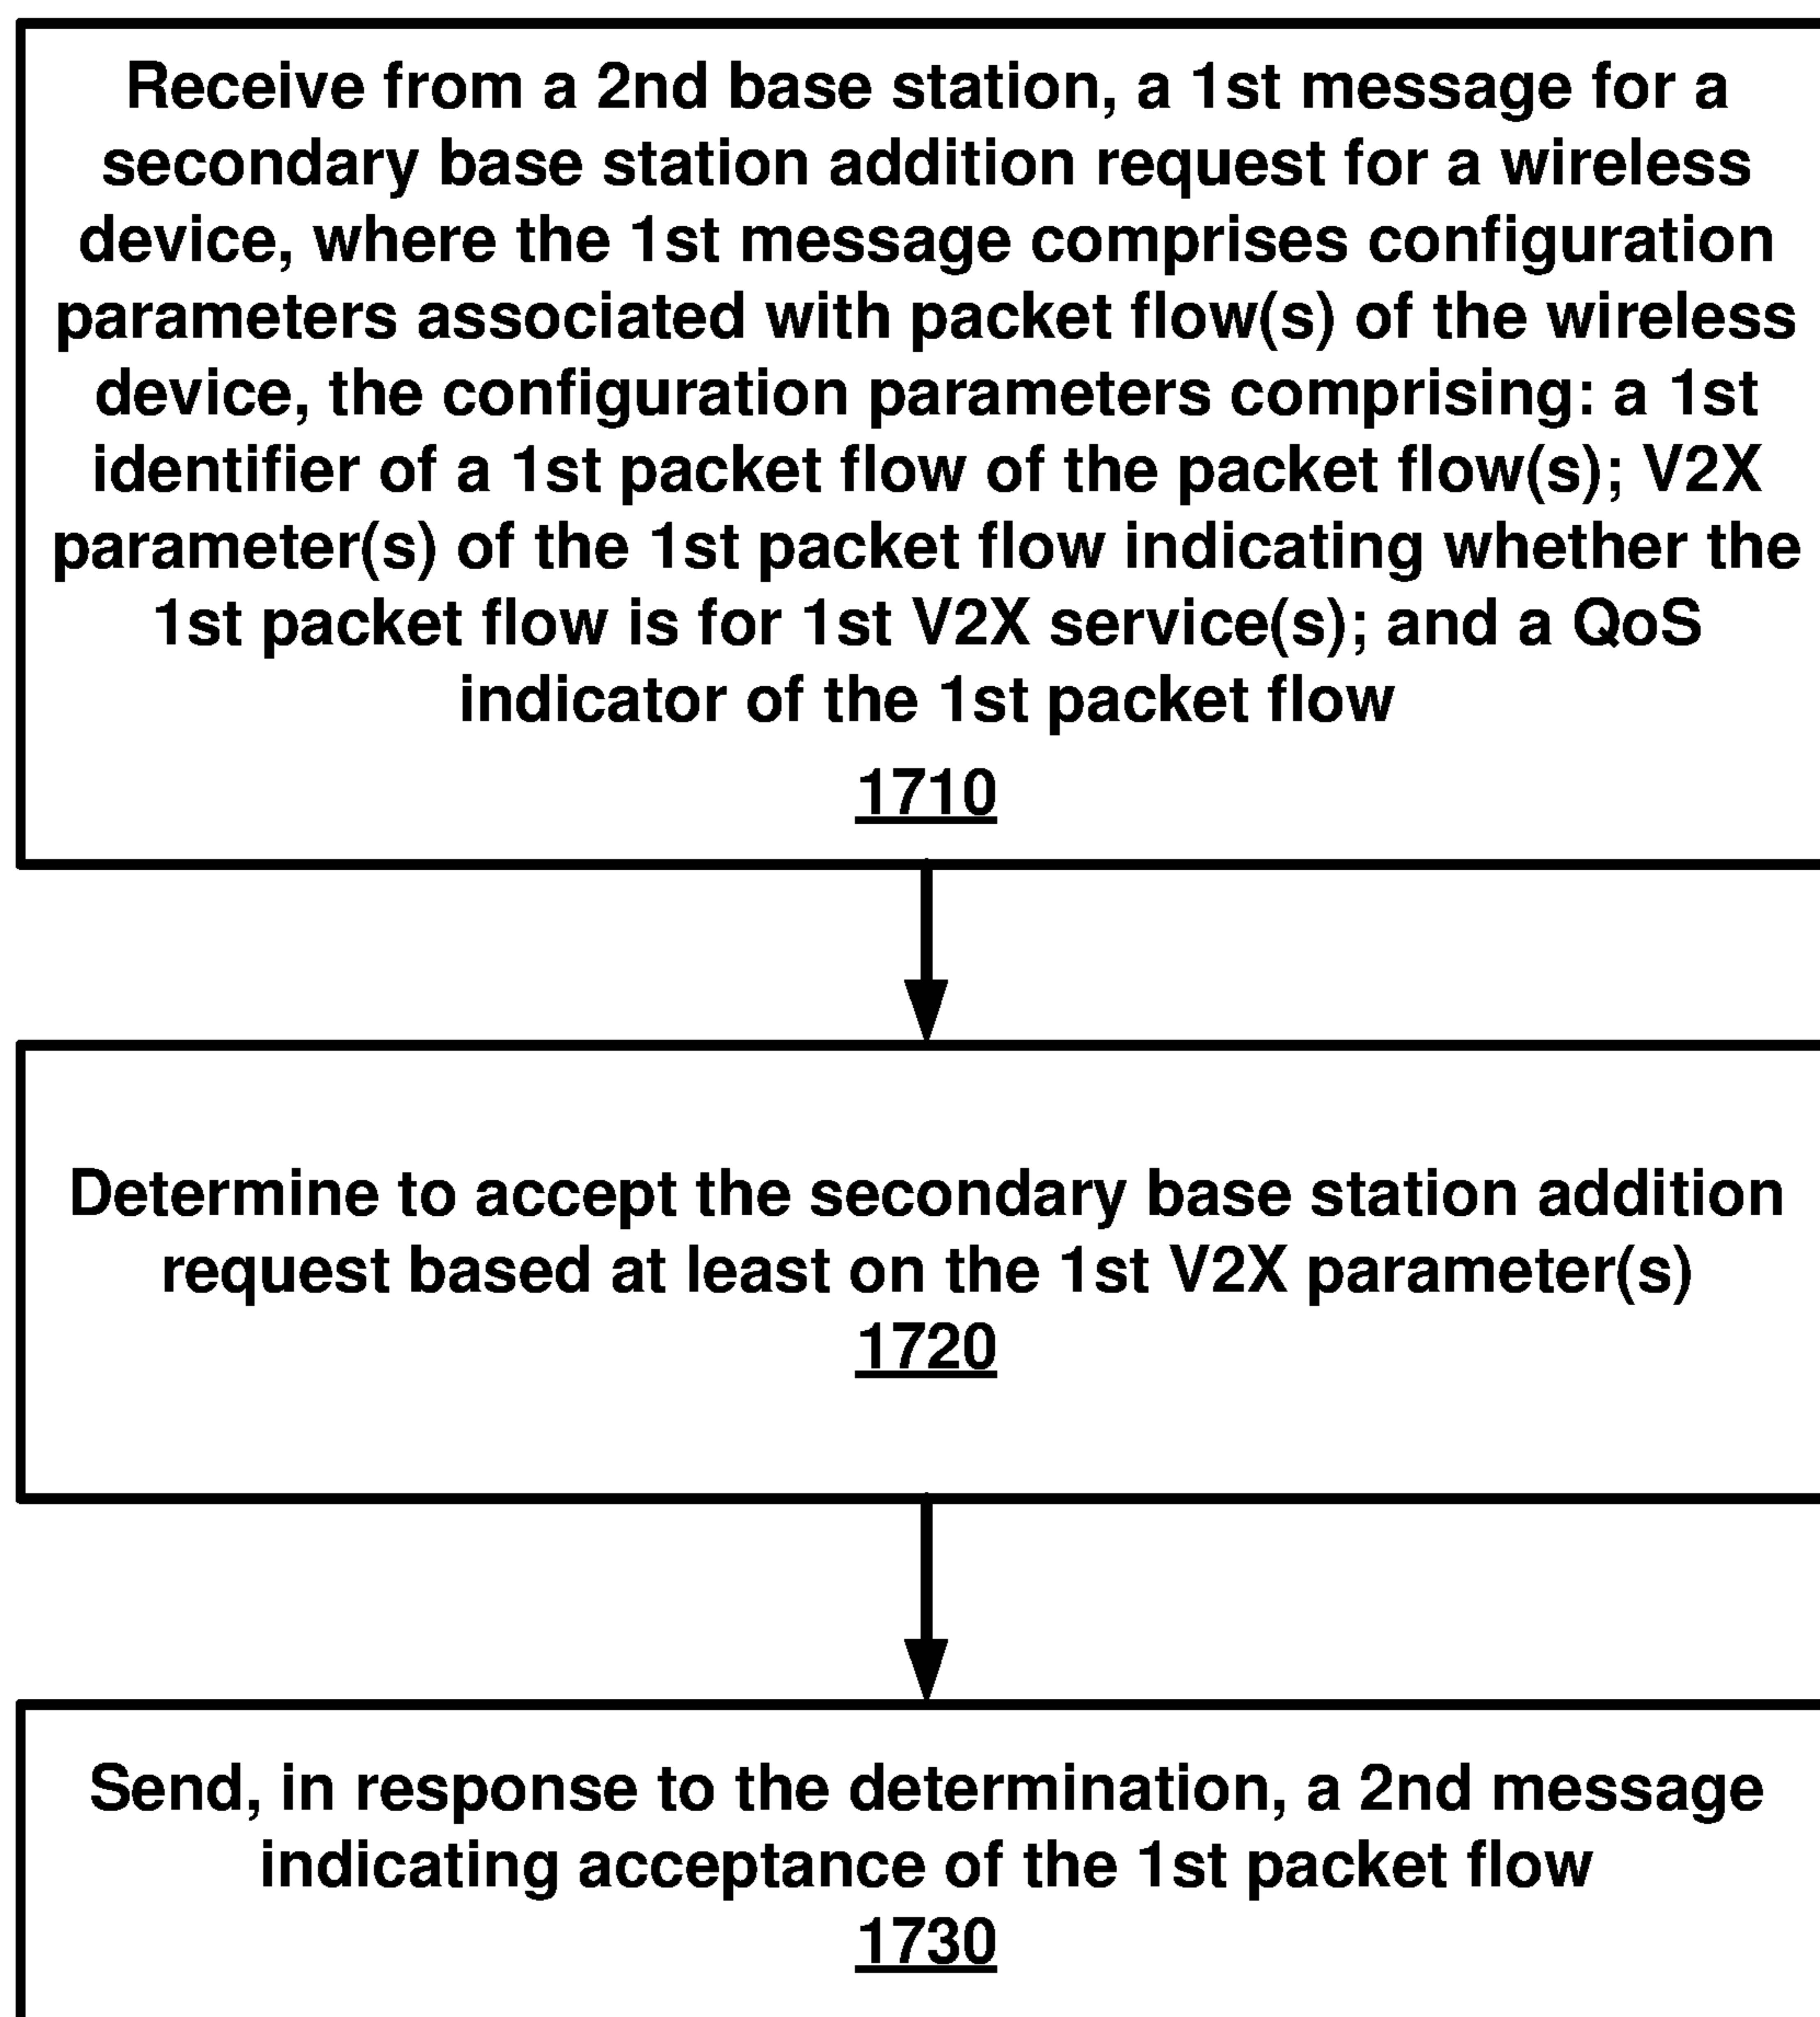 Receive from a 2nd base station, a 1st message for a
secondary base station addition request for a wireless
device, where the 1st message comprises configuration
parameters associated with packet flow(s) of the wireless
device, the configuration parameters comprising: a 1st
identifier of a 1st packet flow of the packet flow(s); V2X
parameter(s) of the 1st packet flow indicating whether the
1st packet flow is for 1st V2X service(s); and a QoS
indicator of the 1st packet flow
1710
Determine to accept the secondary base station addition
request based at least on the 1st V2X parameter(s)
1720
Send, in response to the determination, a 2nd message
indicating acceptance of the 1st packet flow
1730